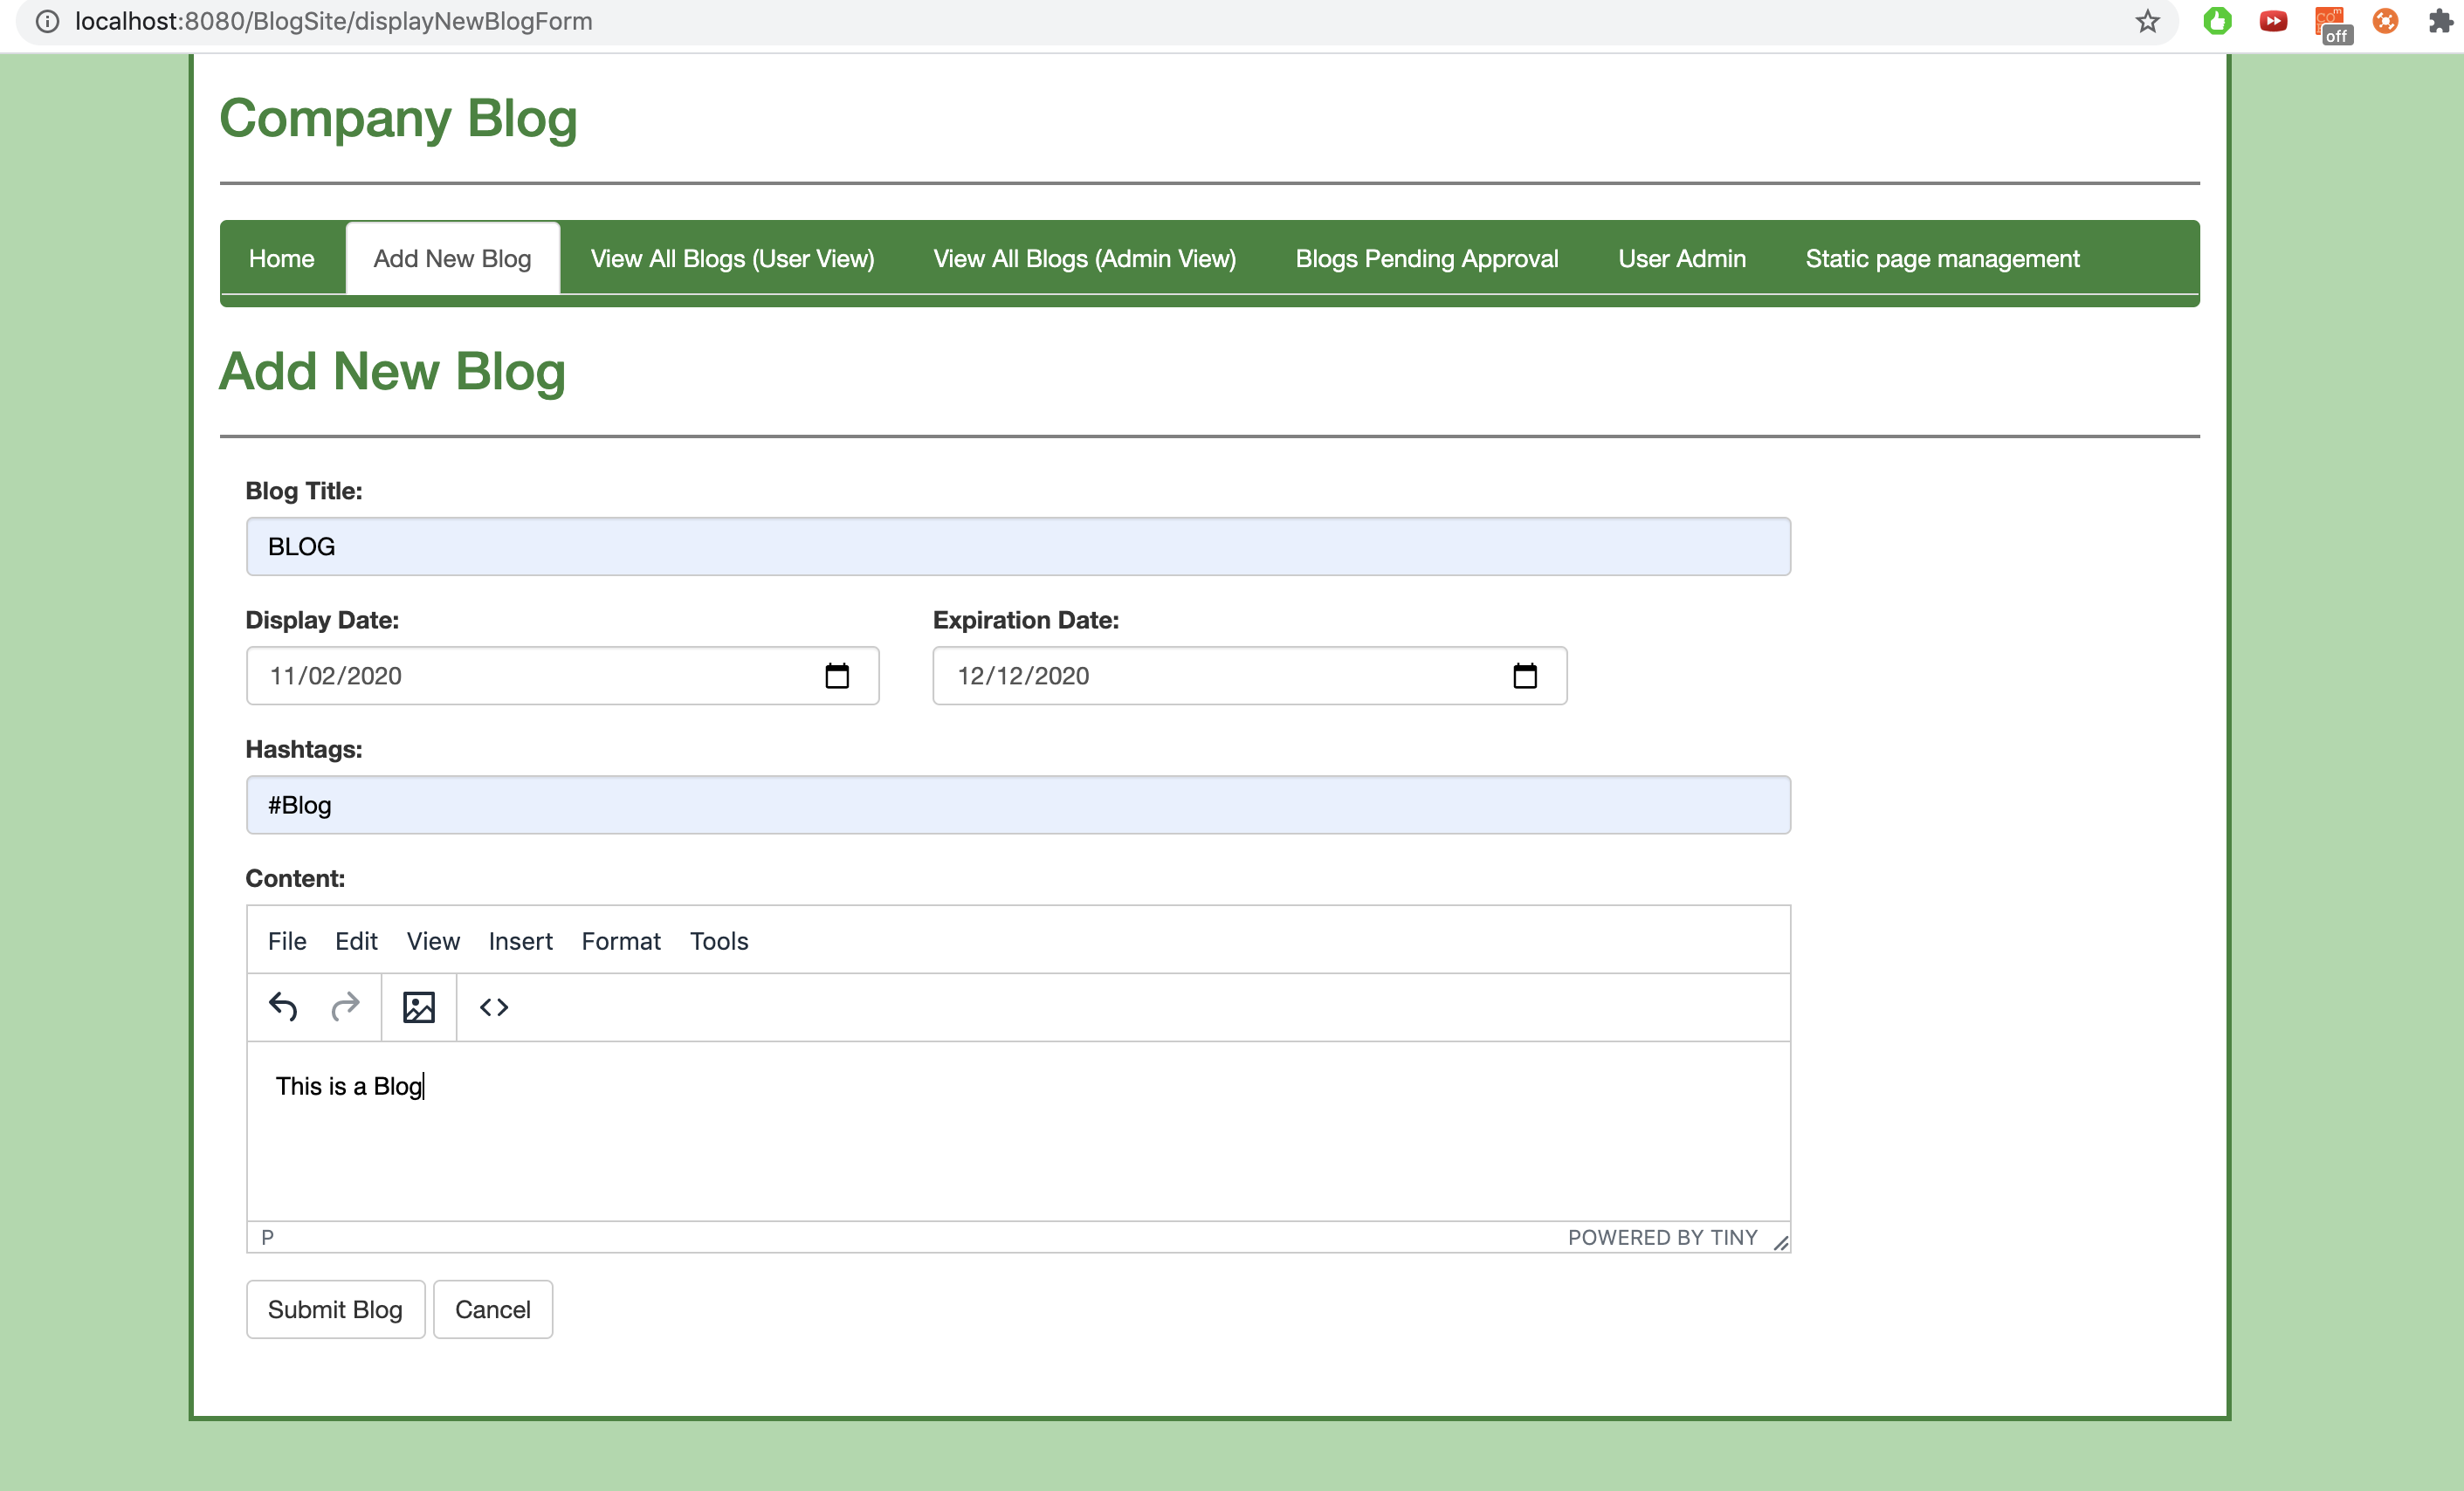 localhost:8080/BlogSite/displayNewBlogForm
off
Company Blog
Home Add New Blog View All Blogs (User View) View All Blogs (Admin View) Blogs Pending Approval User Admin Static page management
Add New Blog
Blog Title:
BLOG
Display Date: Expiration Date:
11/02/2020 12/12/2020
Hashtags:
#Blog
Content:
File Edit View Insert Format Tools
This is a Blog
P POWERED BY TINY
Submit Blog Cancel